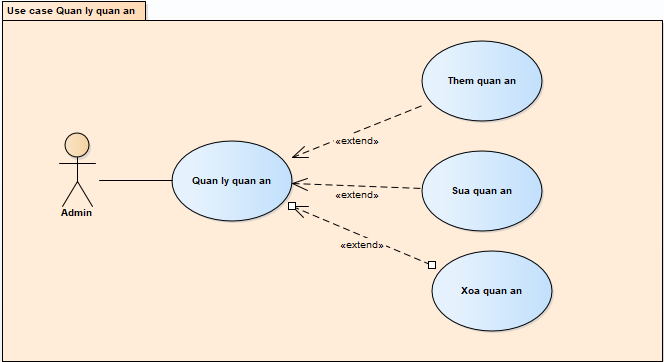 Use case Quan ly quan an
Them quan an
«extend»
Quan ly quan an
Sua quan an
«extend»
Admin
«extend»
Xoa quan an